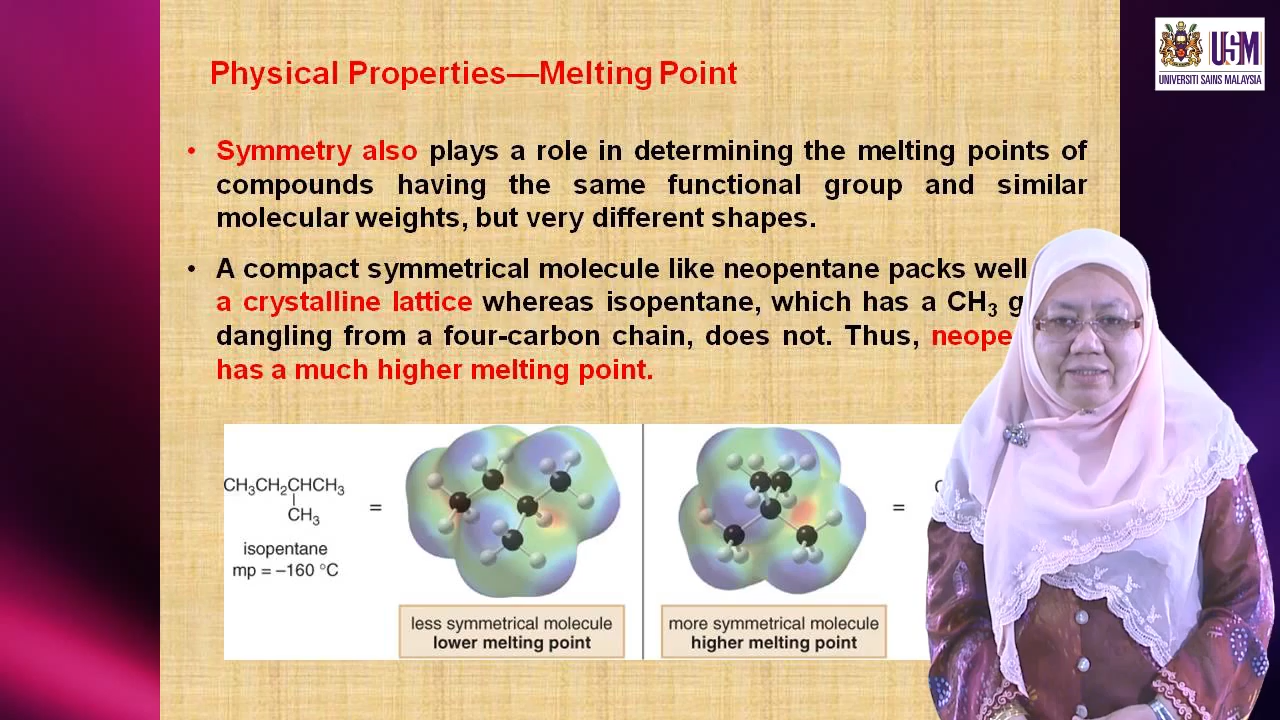 USM
UNIVERSITI SAINS MALAYSIA
Physical Properties—Melting Point
• Symmetry also plays a role in determining the melting points of
compounds having the same functional group and similar
molecular weights, but very different shapes.
• A compact symmetrical molecule like neopentane packs well
a crystalline lattice whereas isopentane, which has a CH₃
dangling from a four-carbon chain, does not. Thus,
has a much higher melting point.
CH₃CH₂CHCH₃
CH₃
=
=
isopentane
mp = –160 °C
less symmetrical molecule
lower melting point
more symmetrical molecule
higher melting point